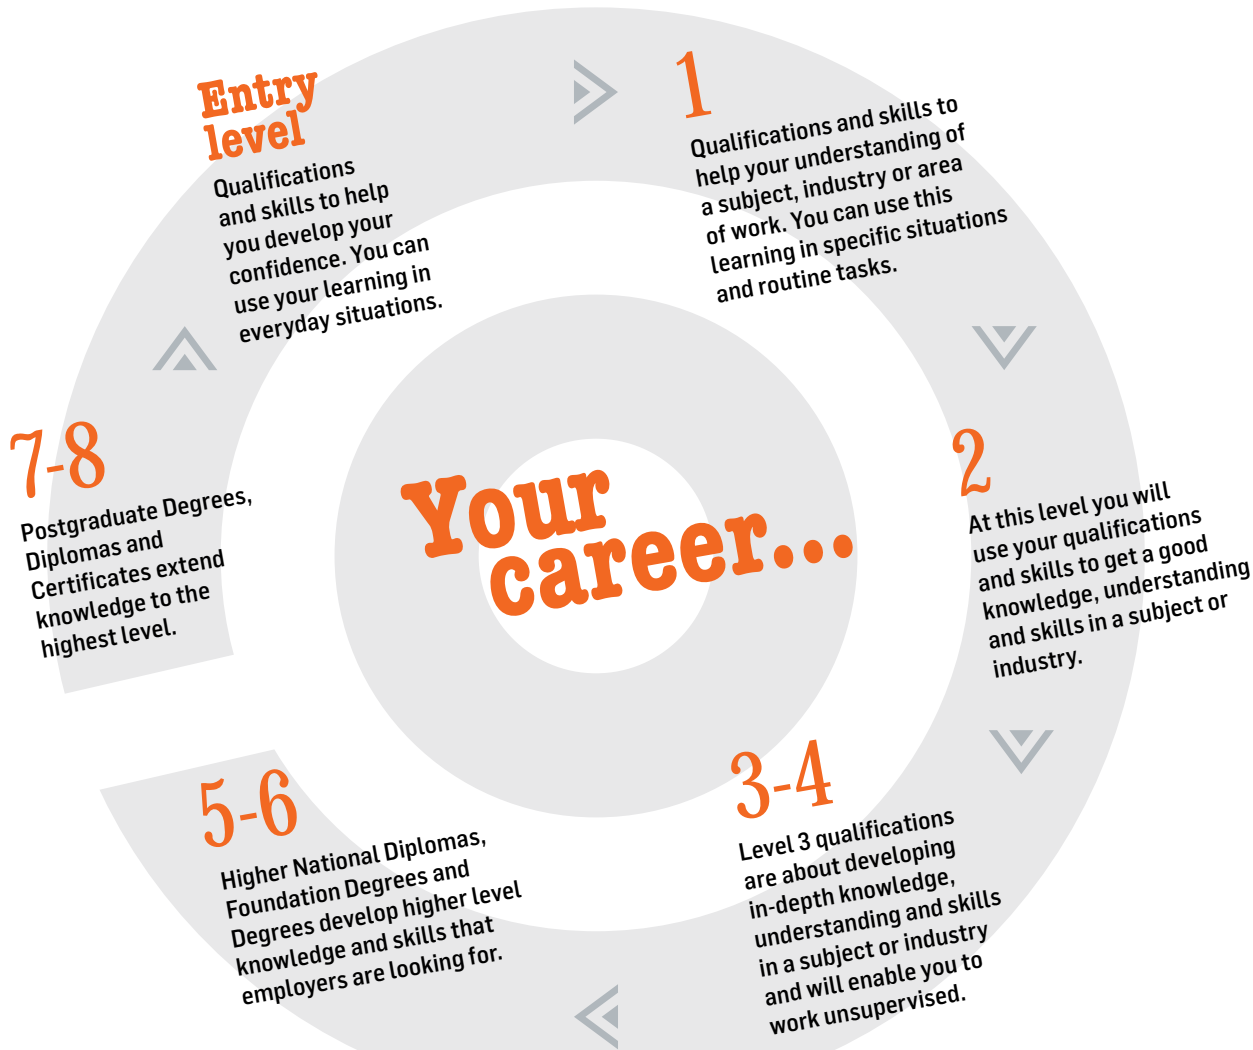 Entry
level
Qualifications
and skills to help
you develop your
confidence. You can
use your learning in
everyday situations.
1
Qualifications and skills to
help your understanding of
a subject, industry or area
of work. You can use this
learning in specific situations
and routine tasks.
2
At this level you will
use your qualifications
and skills to get a good
knowledge, understanding
and skills in a subject or
industry.
3-4
Level 3 qualifications
are about developing
in-depth knowledge,
understanding and skills
in a subject or industry
and will enable you to
work unsupervised.
5-6
Higher National Diplomas,
Foundation Degrees and
Degrees develop higher level
knowledge and skills that
employers are looking for.
7-8
Postgraduate Degrees,
Diplomas and
Certificates extend
knowledge to the
highest level.
Your
career...